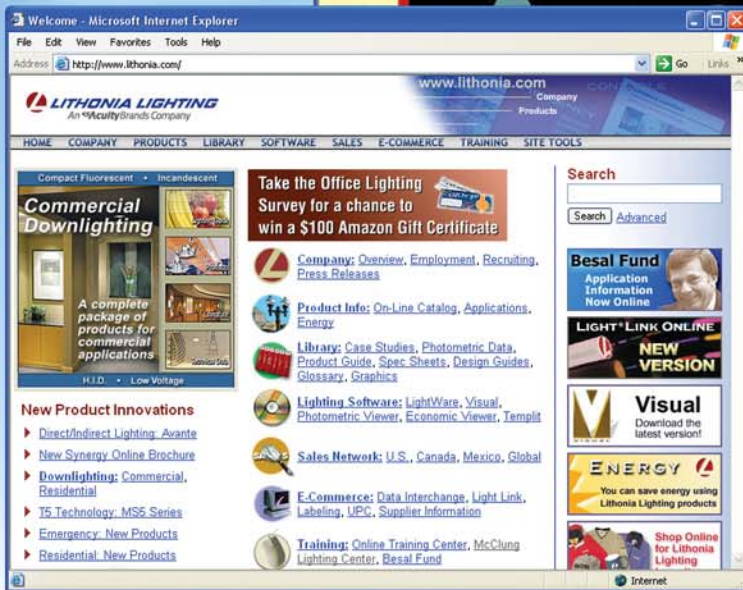 Welcome - Microsoft Internet Explorer
File Edit View Favorites Tools Help
Address http://www.lithonia.com/ Go Links »
LITHONIA LIGHTING
An AcuityBrands Company
www.lithonia.com
Company
Products
HOME COMPANY PRODUCTS LIBRARY SOFTWARE SALES E-COMMERCE TRAINING SITE TOOLS
Compact Fluorescent • Incandescent
Commercial
Downlighting
A complete
package of
products for
commercial
applications
Literature
Technical Data
H.I.D. • Low Voltage
New Product Innovations
Direct/Indirect Lighting: Avante
New Synergy Online Brochure
Downlighting: Commercial,
Residential
T5 Technology: MS5 Series
Emergency: New Products
Residential: New Products
Take the Office Lighting
Survey for a chance to
win a $100 Amazon Gift Certificate
Company: Overview, Employment, Recruiting,
Press Releases
Product Info: On-Line Catalog, Applications,
Energy
Library: Case Studies, Photometric Data,
Product Guide, Spec Sheets, Design Guides,
Glossary, Graphics
Lighting Software: LightWare, Visual,
Photometric Viewer, Economic Viewer, Templit
Sales Network: U.S., Canada, Mexico, Global
E-Commerce: Data Interchange, Light Link,
Labeling, UPC, Supplier Information
Training: Online Training Center, McClung
Lighting Center, Besal Fund
Search
Search Advanced
Besal Fund
Application
Information
Now Online
LIGHT*LINK ONLINE
NEW
VERSION
VISUAL
Visual
Download the
latest version!
ENERGY
You can save energy using
Lithonia Lighting products
Shop Online
for Lithonia
Lighting
Internet